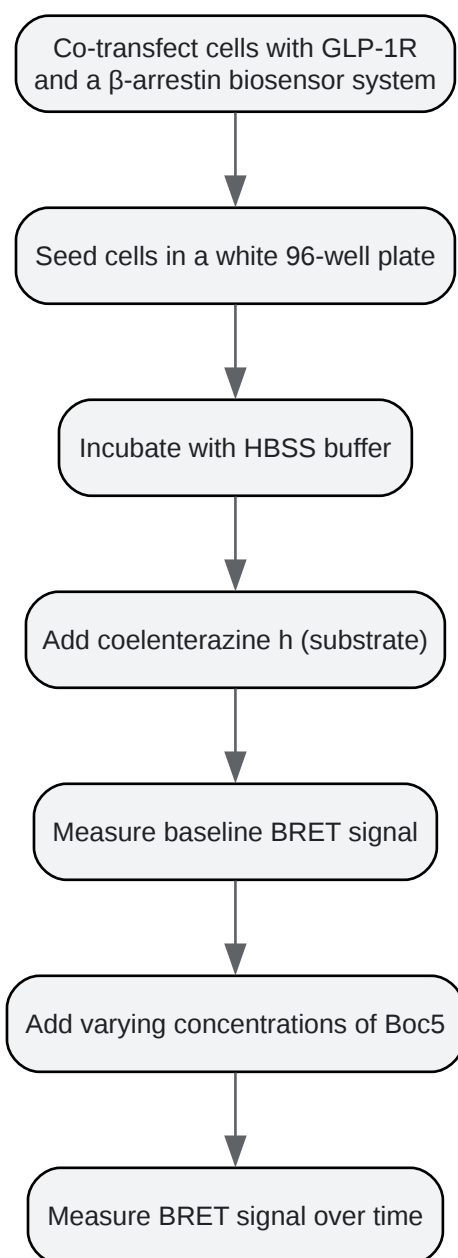 Co-transfect cells with GLP-1R
and a β-arrestin biosensor system
Seed cells in a white 96-well plate
Incubate with HBSS buffer
Add coelenterazine h (substrate)
Measure baseline BRET signal
Add varying concentrations of Boc5
Measure BRET signal over time